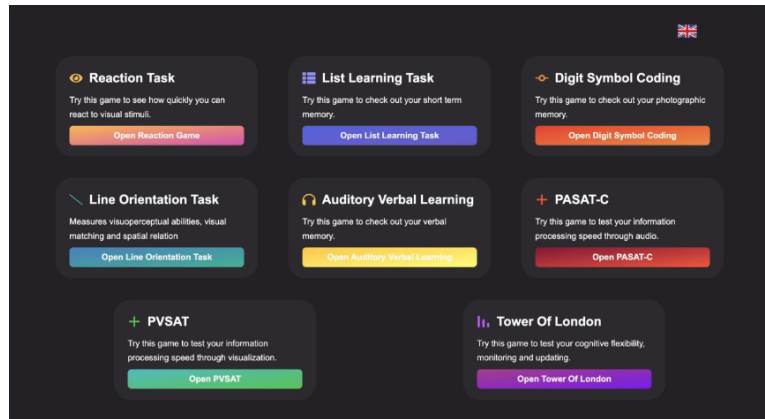 Reaction Task
Try this game to see how quickly you can
react to visual stimuli.
Open Reaction Game
List Learning Task
Try this game to check out your short term
memory.
Open List Learning Task
Digit Symbol Coding
Try this game to check out your photographic
memory.
Open Digit Symbol Coding
Line Orientation Task
Measures visuoperceptual abilities, visual
matching and spatial relation
Open Line Orientation Task
Auditory Verbal Learning
Try this game to check out your verbal
memory.
Open Auditory Verbal Learning
PASAT-C
Try this game to test your information
processing speed through audio.
Open PASAT-C
PVSAT
Try this game to test your information
processing speed through visualization.
Open PVSAT
Tower Of London
Try this game to test your cognitive flexibility,
monitoring and updating.
Open Tower Of London